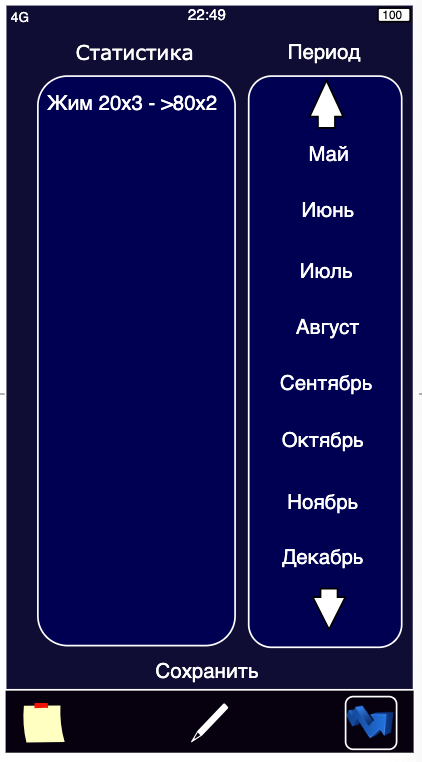 4G 22:49 100
Статистика Период
Жим 20x3 - >80x2
Май
Июнь
Июль
Август
Сентябрь
Октябрь
Ноябрь
Декабрь
Сохранить